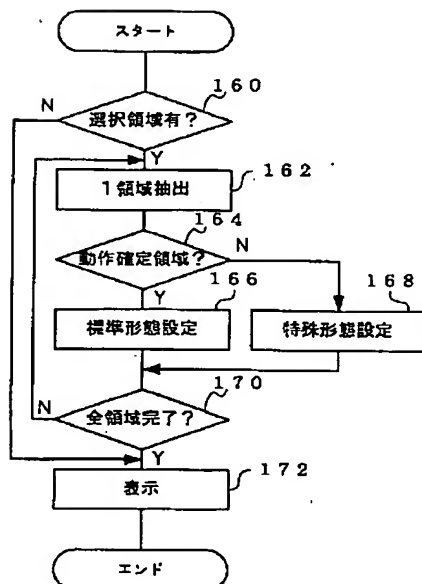 スタート
160
N
選択領域有?
Y
162
1領域抽出
164
動作確定領域?
N
Y
166
168
標準形態設定
特殊形態設定
170
N
全領域完了?
Y
172
表示
エンド